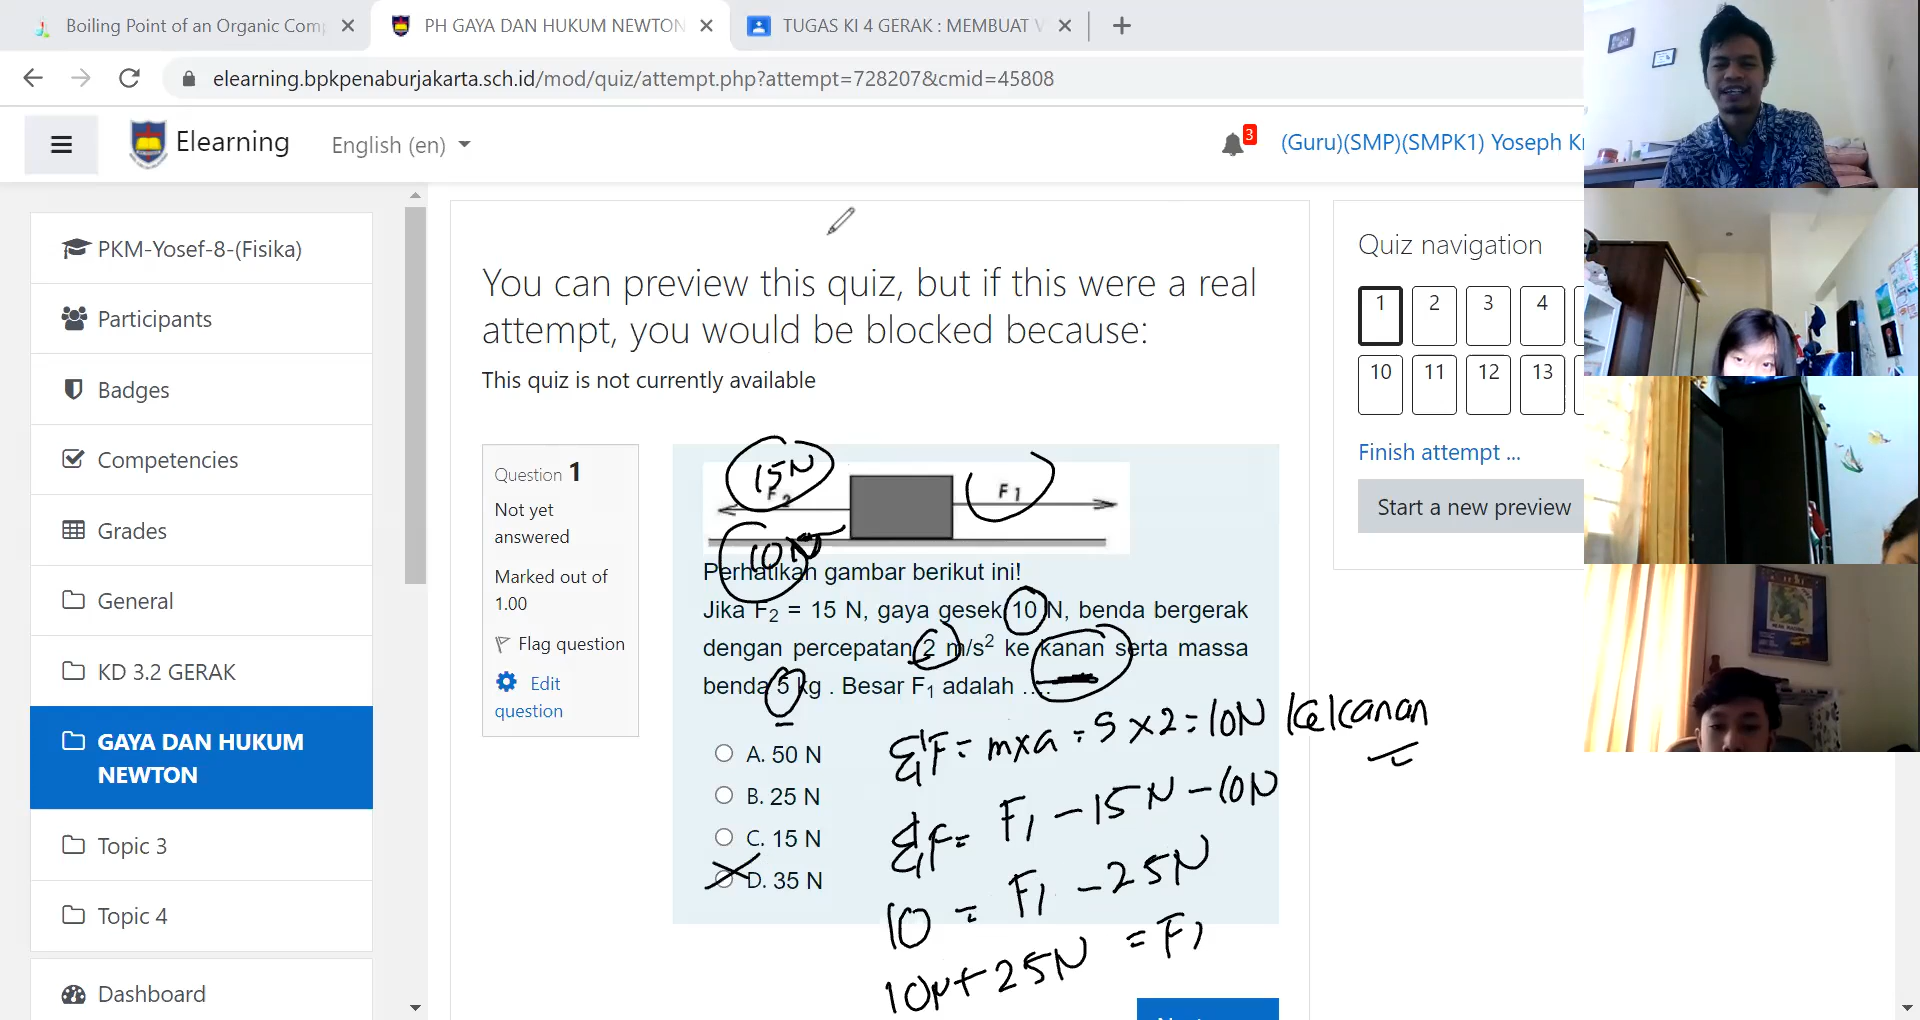 Boiling Point of an Organic Com
PH GAYA DAN HUKUM NEWTON
TUGAS KI 4 GERAK : MEMBUAT V
elearning.bpkpenaburjakarta.sch.id/mod/quiz/attempt.php?attempt=728207&cmid=45808
Elearning
English (en)
3
(Guru)(SMP)(SMPK1) Yoseph Kr
PKM-Yosef-8-(Fisika)
Participants
Badges
Competencies
Grades
General
KD 3.2 GERAK
GAYA DAN HUKUM
NEWTON
Topic 3
Topic 4
Dashboard
You can preview this quiz, but if this were a real
attempt, you would be blocked because:
This quiz is not currently available
Question 1
Not yet
answered
Marked out of
1.00
Flag question
Edit
question
15N
F2
F1
10N
Perhatikan gambar berikut ini!
Jika F2 = 15 N, gaya gesek 10 N, benda bergerak
dengan percepatan 2 m/s² ke kanan serta massa
benda 5 kg . Besar F1 adalah ....
A. 50 N
B. 25 N
C. 15 N
D. 35 N
ΣF = m x a = 5 x 2 = 10N ke kanan
ΣF = F1 - 15N - 10N
10 = F1 - 25N
10N + 25N = F1
Quiz navigation
1 2 3 4
10 11 12 13
Finish attempt ...
Start a new preview